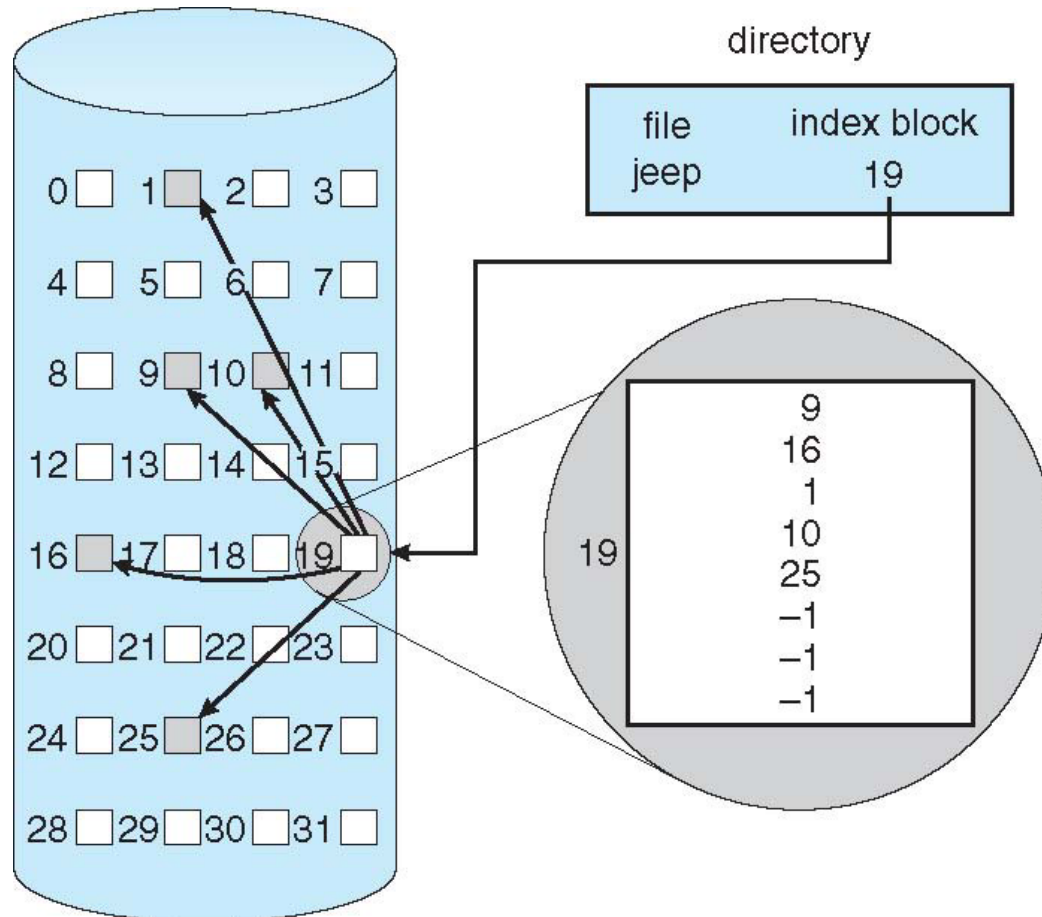 directory
file index block
jeep 19
0 1 2 3
4 5 6 7
8 9 10 11
12 13 14 15
16 17 18 19
20 21 22 23
24 25 26 27
28 29 30 31
19
9
16
1
10
25
–1
–1
–1